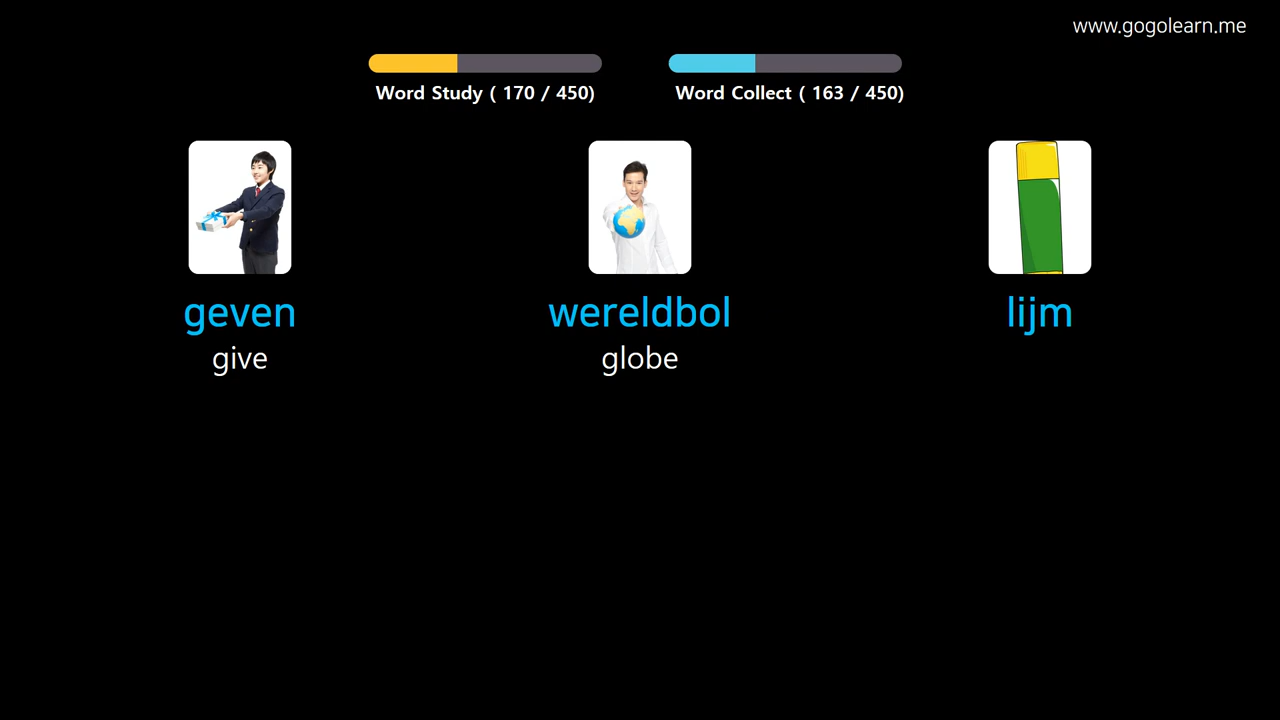 www.gogolearn.me
Word Study ( 170 / 450)
Word Collect ( 163 / 450)
geven
wereldbol
lijm
give
globe